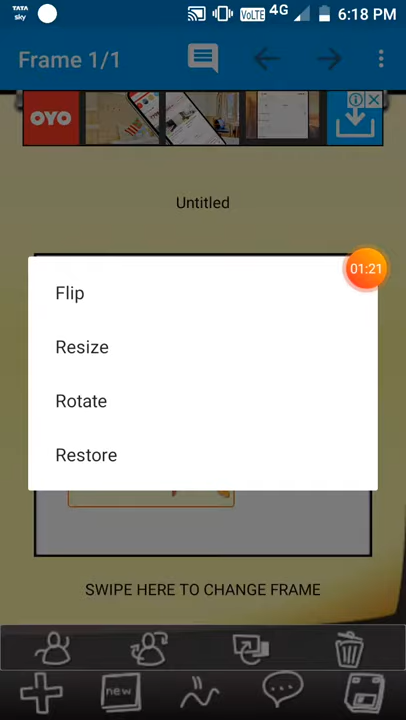 TATA sky VoLTE 4G 6:18 PM
Frame 1/1
OYO
Untitled
01:21
Flip
Resize
Rotate
Restore
SWIPE HERE TO CHANGE FRAME
new